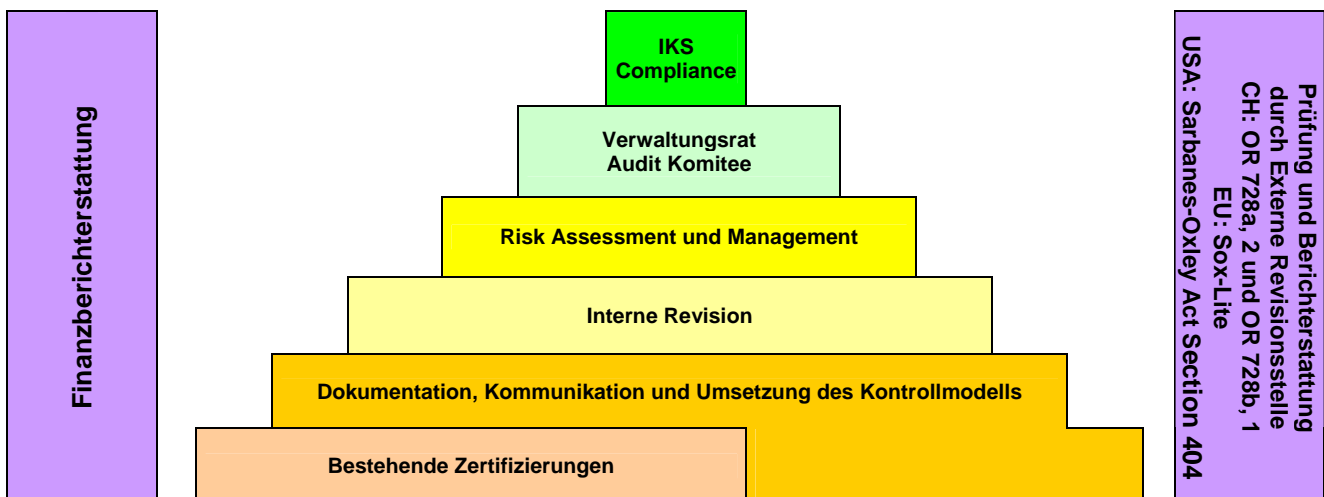 Finanzberichterstattung
IKS
Compliance
Verwaltungsrat
Audit Komitee
Risk Assessment und Management
Interne Revision
Dokumentation, Kommunikation und Umsetzung des Kontrollmodells
Bestehende Zertifizierungen
Prüfung und Berichterstattung
durch Externe Revisionsstelle
CH: OR 728a, 2 und OR 728b, 1
EU: Sox-Lite
USA: Sarbanes-Oxley Act Section 404